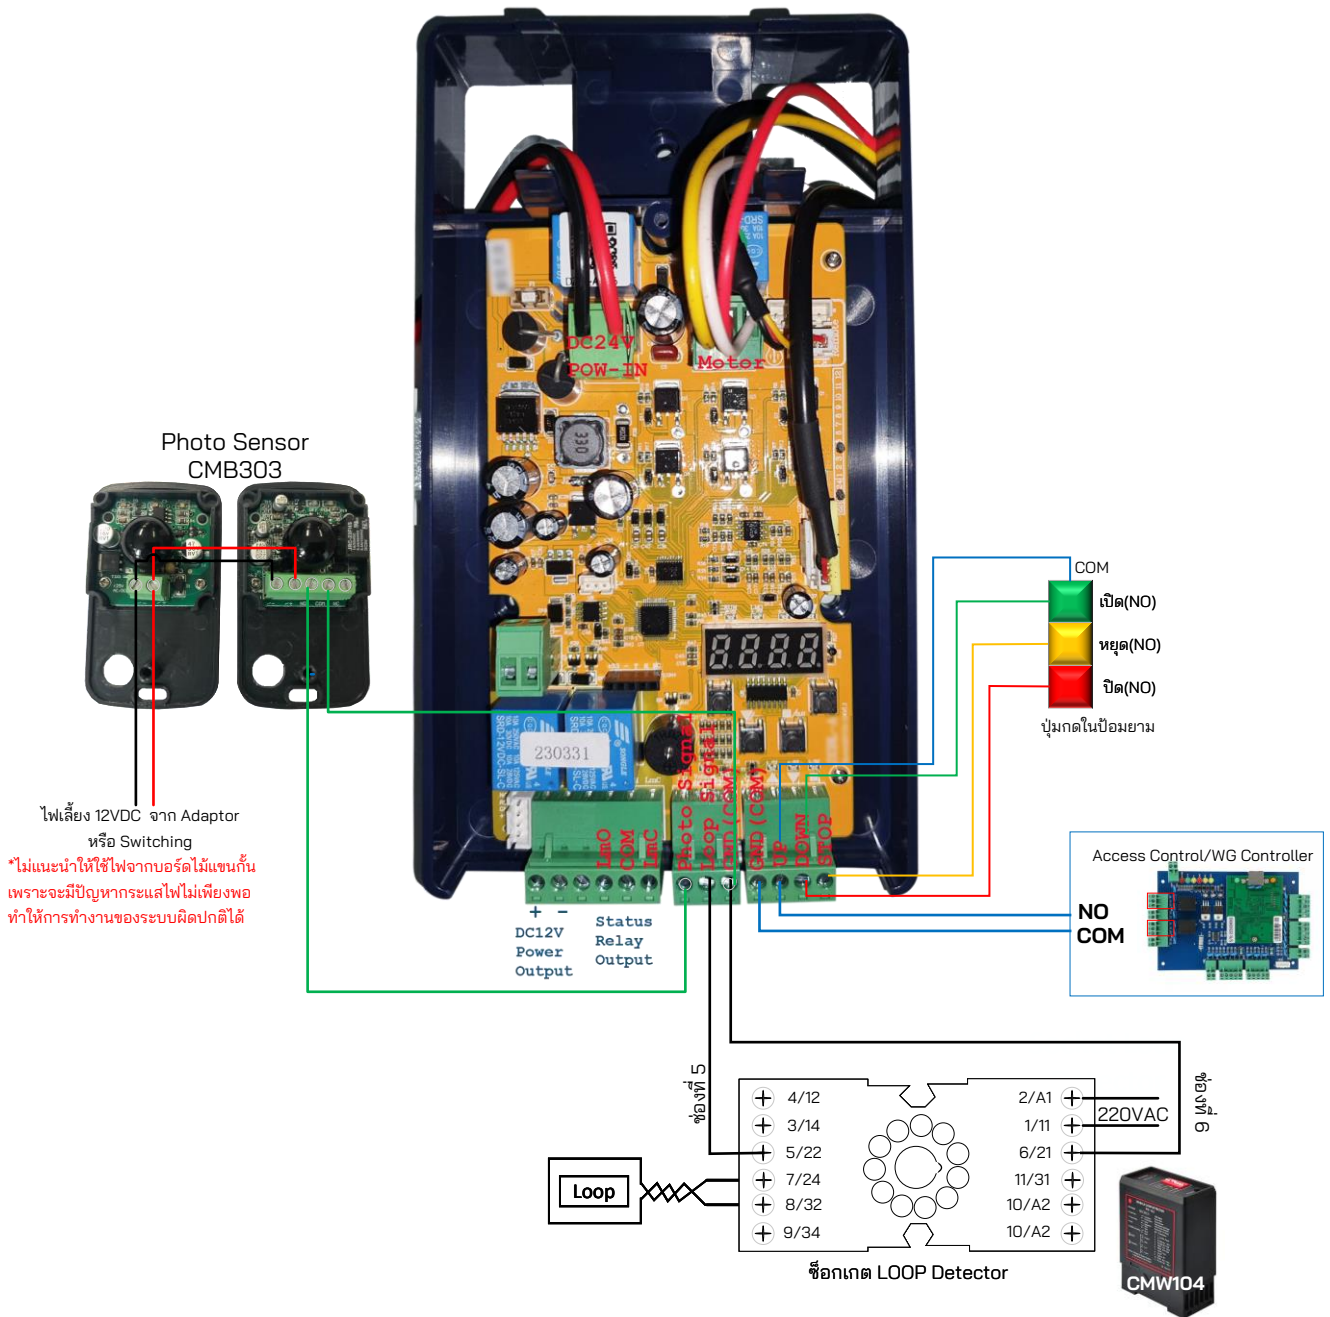 DC24V
POW-IN
Motor
Photo Sensor
CMB303
COM
เปิด(NO)
หยุด(NO)
ปิด(NO)
ปุ่มกดในป้อมยาม
230331
Photo Signal
Loop Signal
GND (COM)
UP
DOWN
STOP
LmO
COM
LmC
+ -
DC12V
Power
Output
Status
Relay
Output
ไฟเลี้ยง 12VDC จาก Adaptor
หรือ Switching
*ไม่แนะนำให้ใช้ไฟจากบอร์ดไม้แขนกั้น
เพราะจะมีปัญหากระแสไฟไม่เพียงพอ
ทำให้การทำงานของระบบผิดปกติได้
Access Control/WG Controller
NO
COM
ช่องที่ 5
ช่องที่ 6
4/12
3/14
5/22
7/24
8/32
9/34
2/A1
1/11
6/21
11/31
10/A2
10/A2
220VAC
Loop
ซ็อกเกต LOOP Detector
CMW104